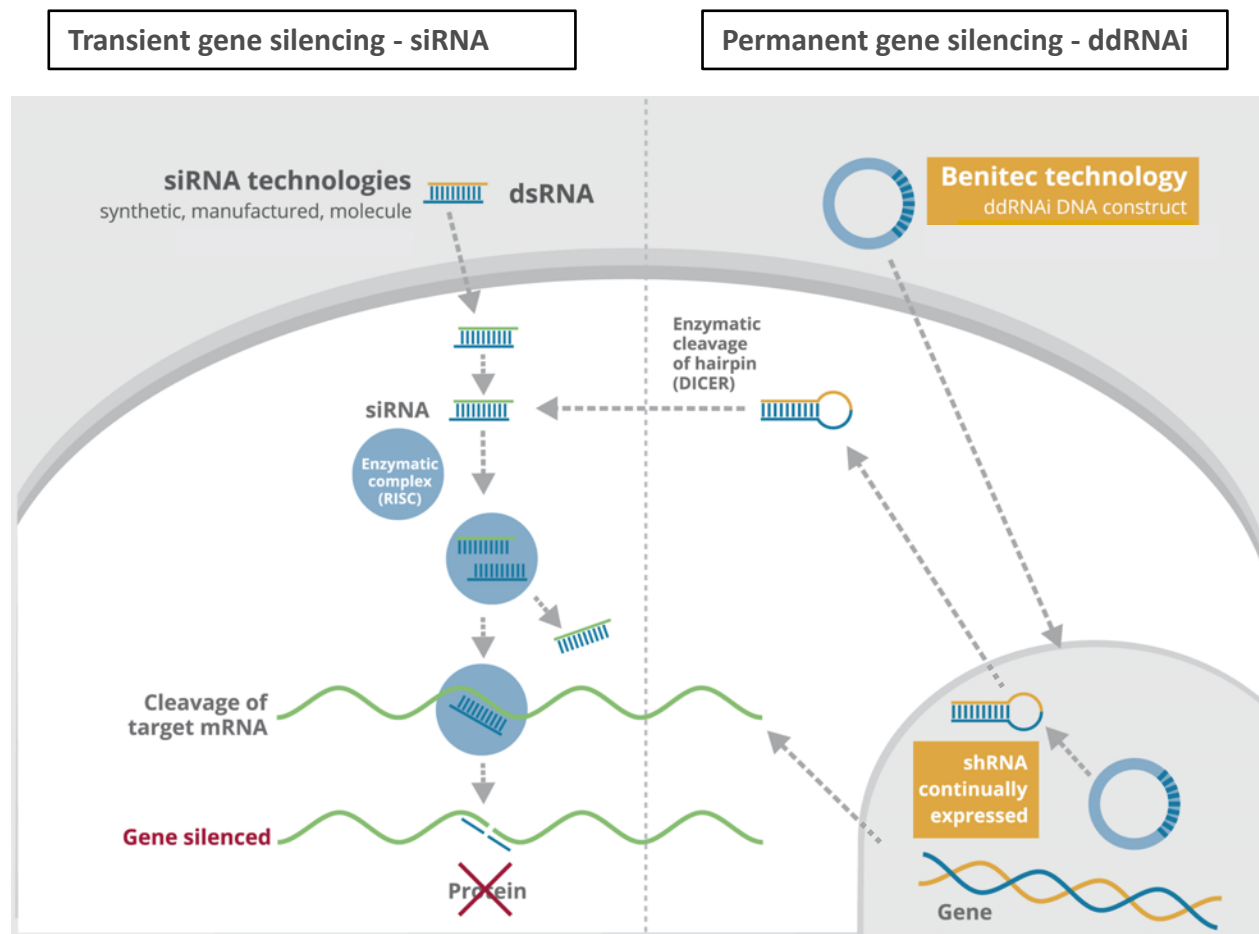 Transient gene silencing - siRNA
Permanent gene silencing - ddRNAi
siRNA technologies
synthetic, manufactured, molecule
dsRNA
Benitec technology
ddRNAi DNA construct
Enzymatic
cleavage
of hairpin
(DICER)
siRNA
Enzymatic
complex
(RISC)
Cleavage of
target mRNA
shRNA
continually
expressed
Gene silenced
Protein
Gene